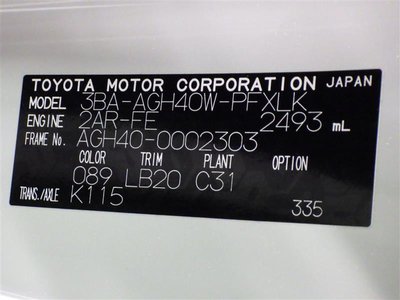 TOYOTA MOTOR CORPORATION JAPAN
MODEL 3BA-AGH40W-PFXLK
ENGINE 2AR-FE 2493 mL
FRAME No. AGH40-0002303
COLOR TRIM PLANT OPTION
089 LB20 C31
TRANS./AXLE K115
335